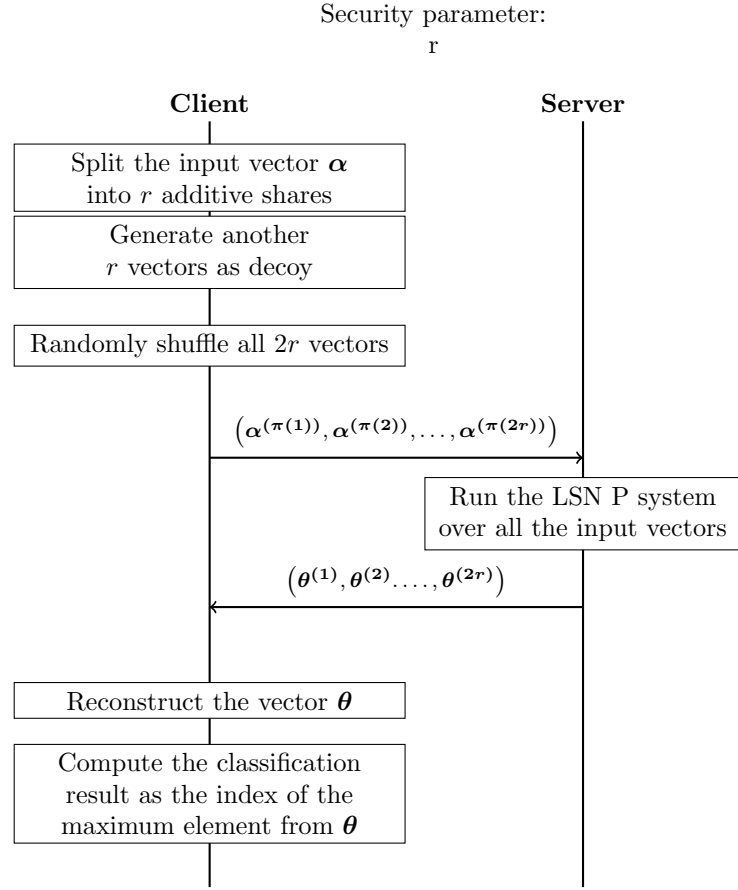 Security parameter:
r
Client Server
Split the input vector α
into r additive shares
Generate another
r vectors as decoy
Randomly shuffle all 2r vectors
(α^(π(1)), α^(π(2)), . . . , α^(π(2r)))
Run the LSN P system
over all the input vectors
(θ^(1), θ^(2) . . . . , θ^(2r))
Reconstruct the vector θ
Compute the classification
result as the index of the
maximum element from θ